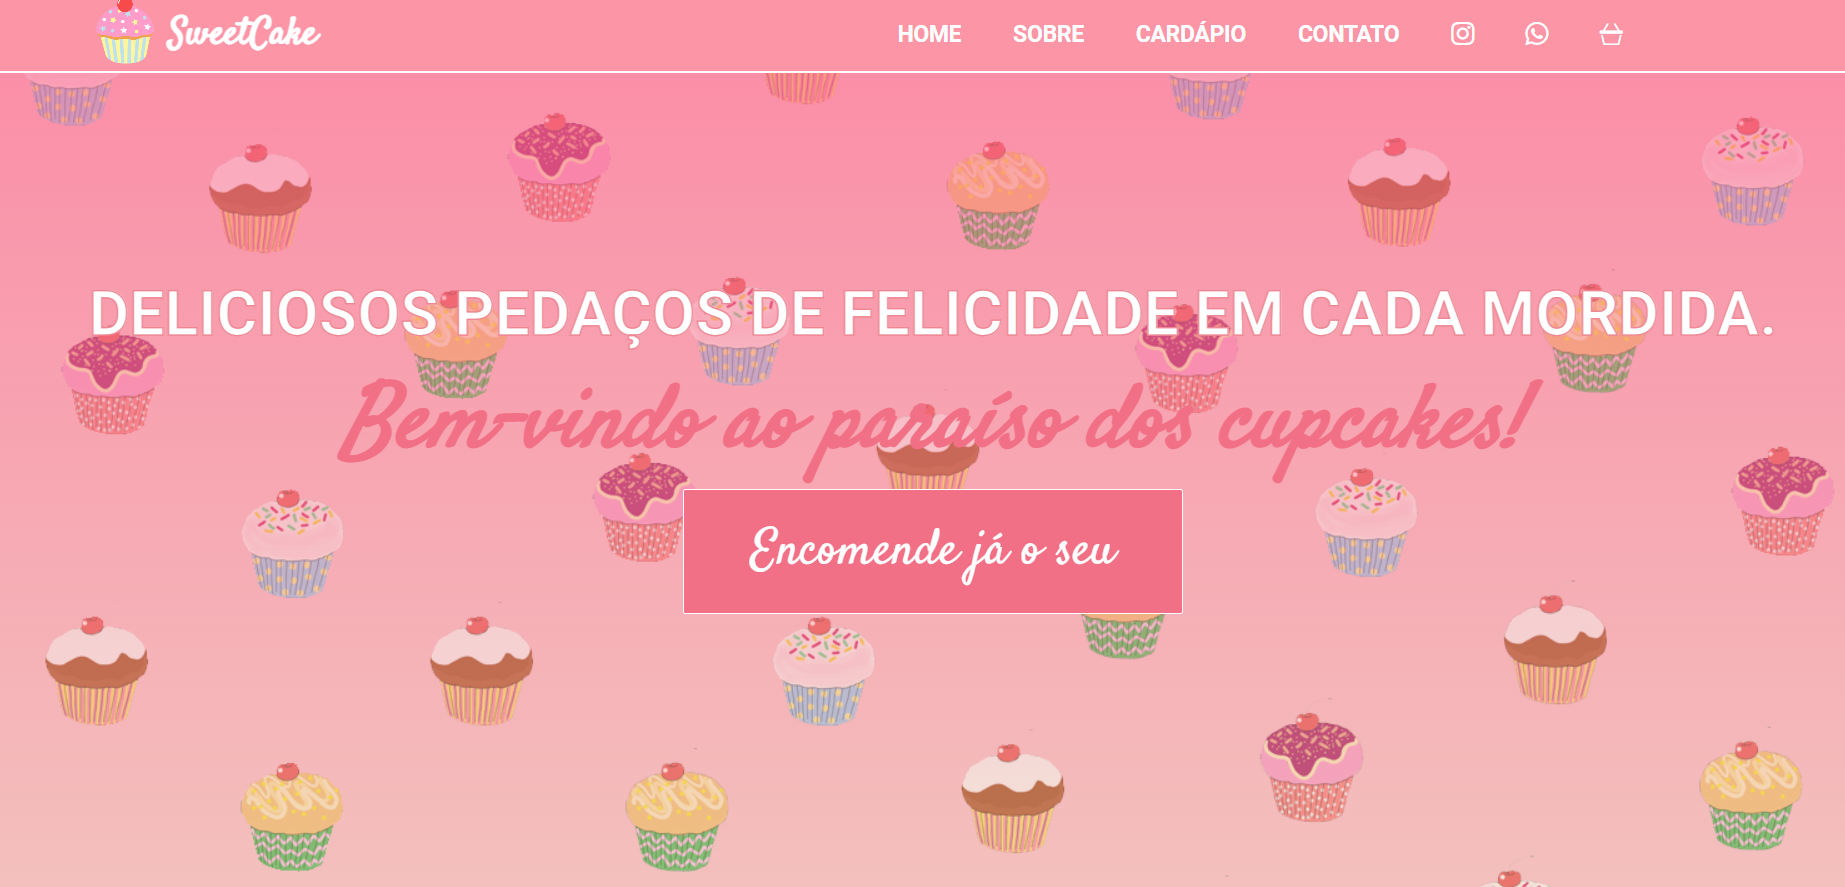 SweetCake
HOME SOBRE CARDÁPIO CONTATO
DELICIOSOS PEDAÇOS DE FELICIDADE EM CADA MORDIDA.
Bem-vindo ao paraíso dos cupcakes!
Encomende já o seu